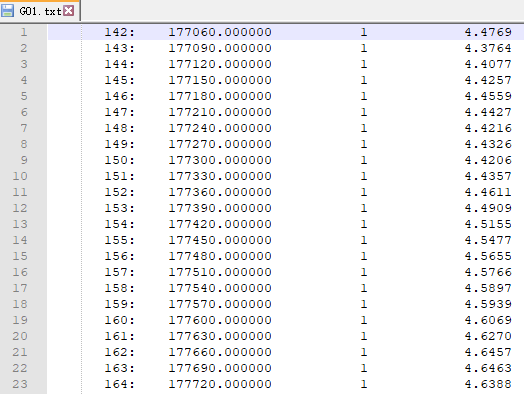 G01.txt
1 142: 177060.000000 1 4.4769
2 143: 177090.000000 1 4.3764
3 144: 177120.000000 1 4.4077
4 145: 177150.000000 1 4.4257
5 146: 177180.000000 1 4.4559
6 147: 177210.000000 1 4.4427
7 148: 177240.000000 1 4.4216
8 149: 177270.000000 1 4.4326
9 150: 177300.000000 1 4.4206
10 151: 177330.000000 1 4.4357
11 152: 177360.000000 1 4.4611
12 153: 177390.000000 1 4.4909
13 154: 177420.000000 1 4.5155
14 155: 177450.000000 1 4.5477
15 156: 177480.000000 1 4.5655
16 157: 177510.000000 1 4.5766
17 158: 177540.000000 1 4.5897
18 159: 177570.000000 1 4.5939
19 160: 177600.000000 1 4.6069
20 161: 177630.000000 1 4.6270
21 162: 177660.000000 1 4.6457
22 163: 177690.000000 1 4.6463
23 164: 177720.000000 1 4.6388